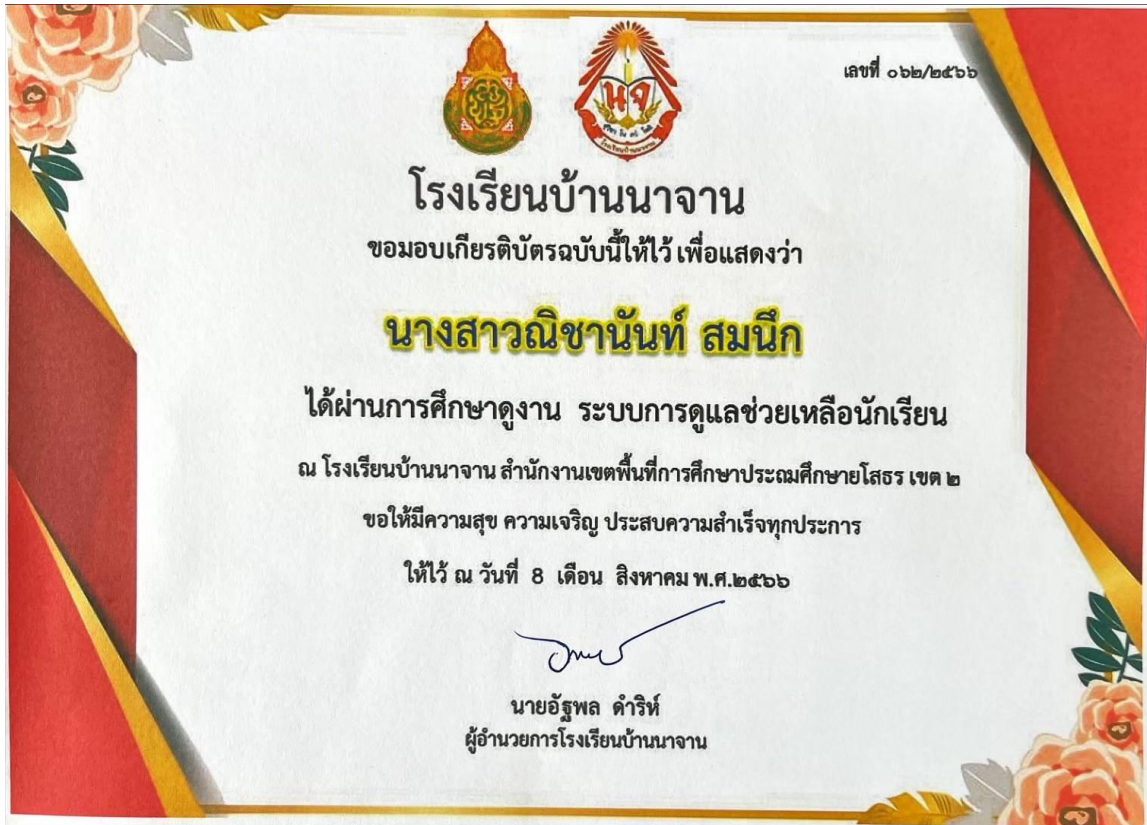 เลขที่ ๐๖๒/๒๕๖๖
น จ
โรงเรียนบ้านนาจาน
ขอมอบเกียรติบัตรฉบับนี้ให้ไว้ เพื่อแสดงว่า
นางสาวณิชานันท์ สมนึก
ได้ผ่านการศึกษาดูงาน ระบบการดูแลช่วยเหลือนักเรียน
ณ โรงเรียนบ้านนาจาน สำนักงานเขตพื้นที่การศึกษาประถมศึกษายโสธร เขต ๒
ขอให้มีความสุข ความเจริญ ประสบความสำเร็จทุกประการ
ให้ไว้ ณ วันที่ 8 เดือน สิงหาคม พ.ศ.๒๕๖๖
นายอัฐพล ดำริห์
ผู้อำนวยการโรงเรียนบ้านนาจาน